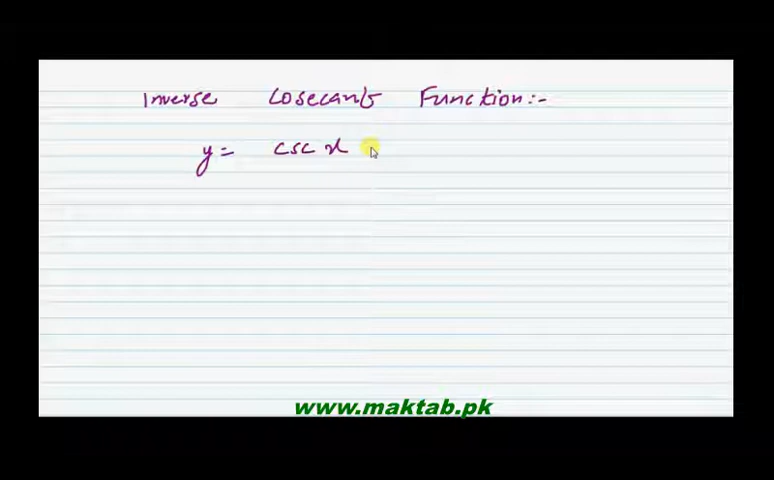 Inverse Cosecant Function:-
y= csc x
www.maktab.pk